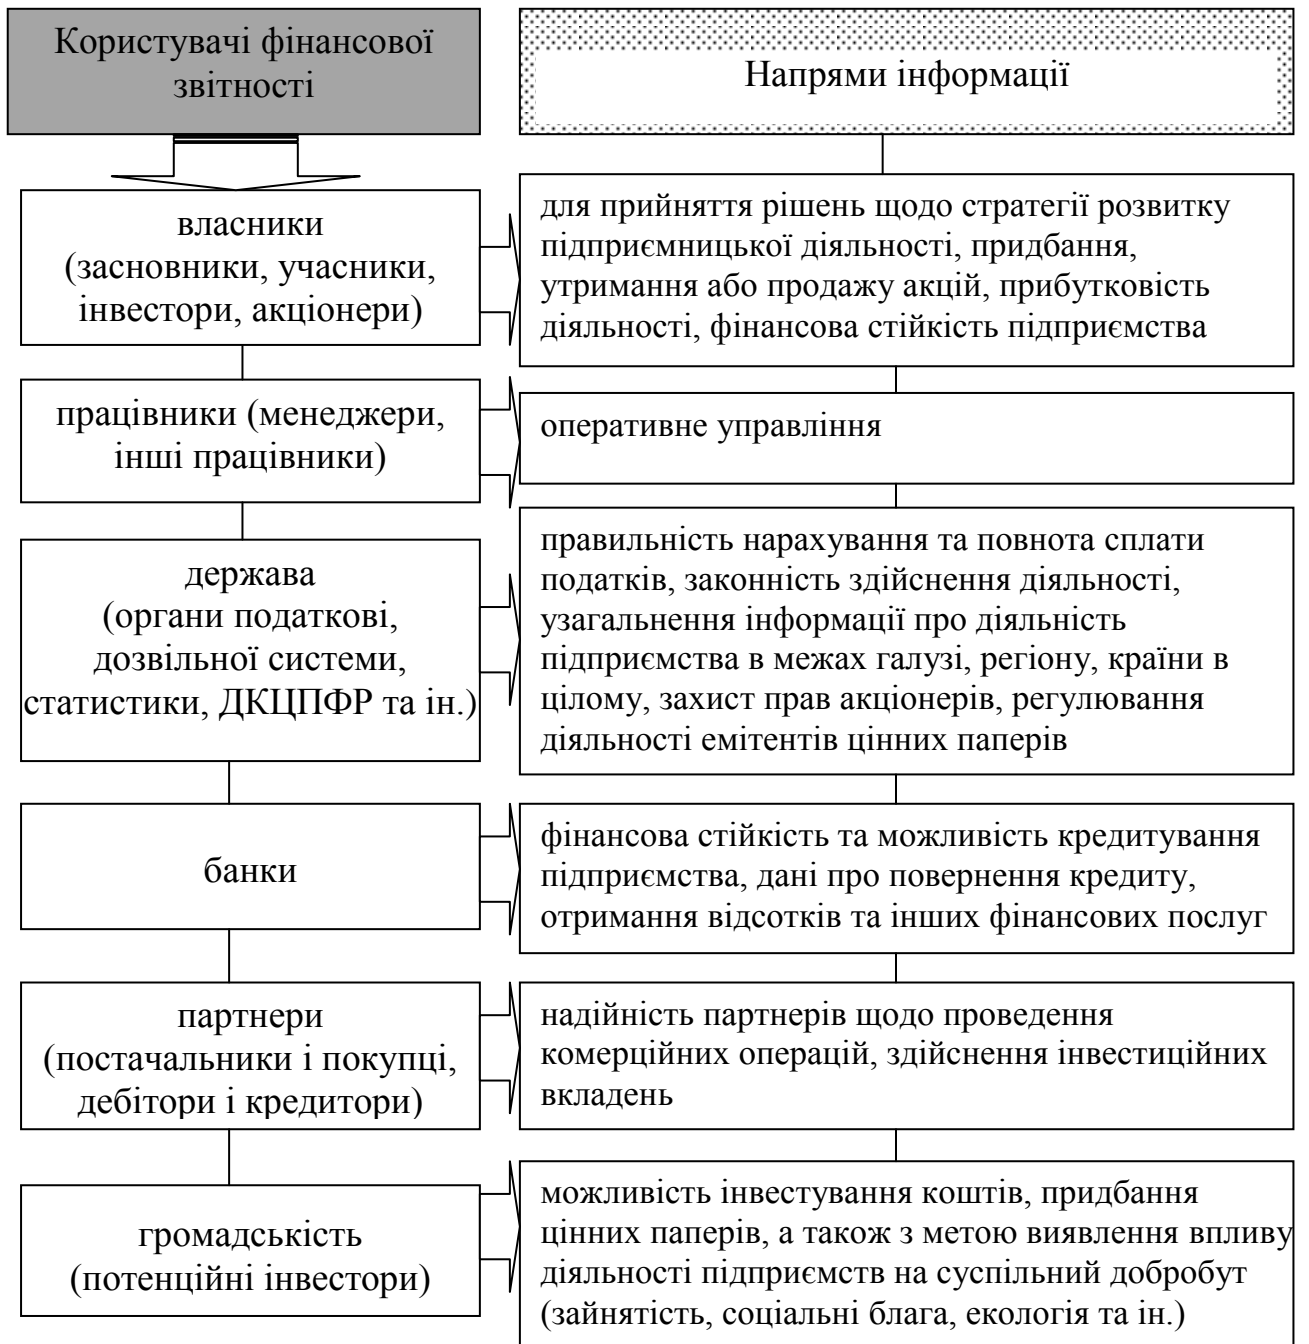 Користувачі фінансової
звітності
Напрями інформації
власники
(засновники, учасники,
інвестори, акціонери)
для прийняття рішень щодо стратегії розвитку
підприємницької діяльності, придбання,
утримання або продажу акцій, прибутковість
діяльності, фінансова стійкість підприємства
працівники (менеджери,
інші працівники)
оперативне управління
держава
(органи податкові,
дозвільної системи,
статистики, ДКЦПФР та ін.)
правильність нарахування та повнота сплати
податків, законність здійснення діяльності,
узагальнення інформації про діяльність
підприємства в межах галузі, регіону, країни в
цілому, захист прав акціонерів, регулювання
діяльності емітентів цінних паперів
банки
фінансова стійкість та можливість кредитування
підприємства, дані про повернення кредиту,
отримання відсотків та інших фінансових послуг
партнери
(постачальники і покупці,
дебітори і кредитори)
надійність партнерів щодо проведення
комерційних операцій, здійснення інвестиційних
вкладень
громадськість
(потенційні інвестори)
можливість інвестування коштів, придбання
цінних паперів, а також з метою виявлення впливу
діяльності підприємств на суспільний добробут
(зайнятість, соціальні блага, екологія та ін.)